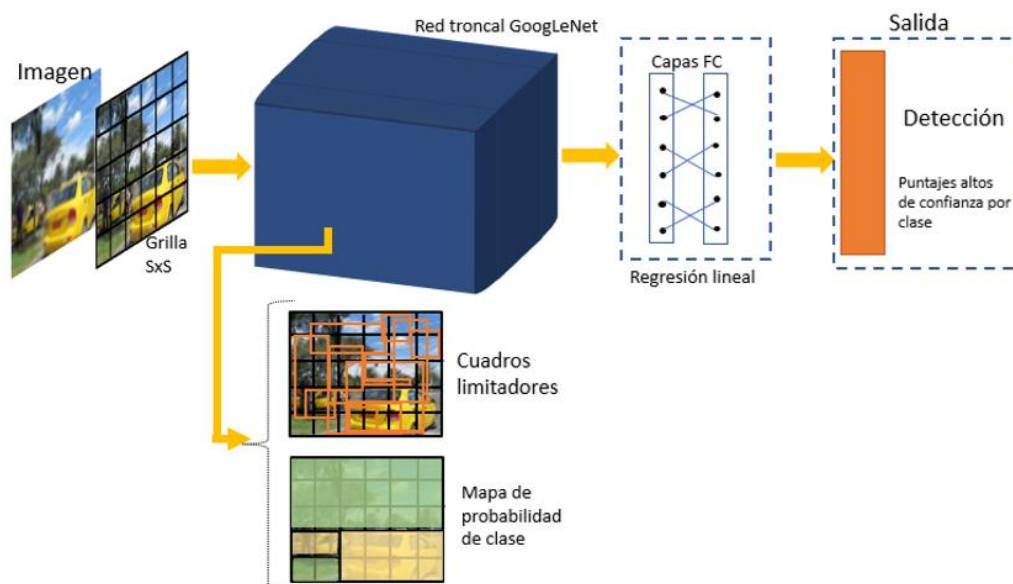 Imagen
Grilla
SxS
Red troncal GoogLeNet
Capas FC
Regresión lineal
Salida
Detección
Puntajes altos
de confianza por
clase
Cuadros
limitadores
Mapa de
probabilidad
de clase